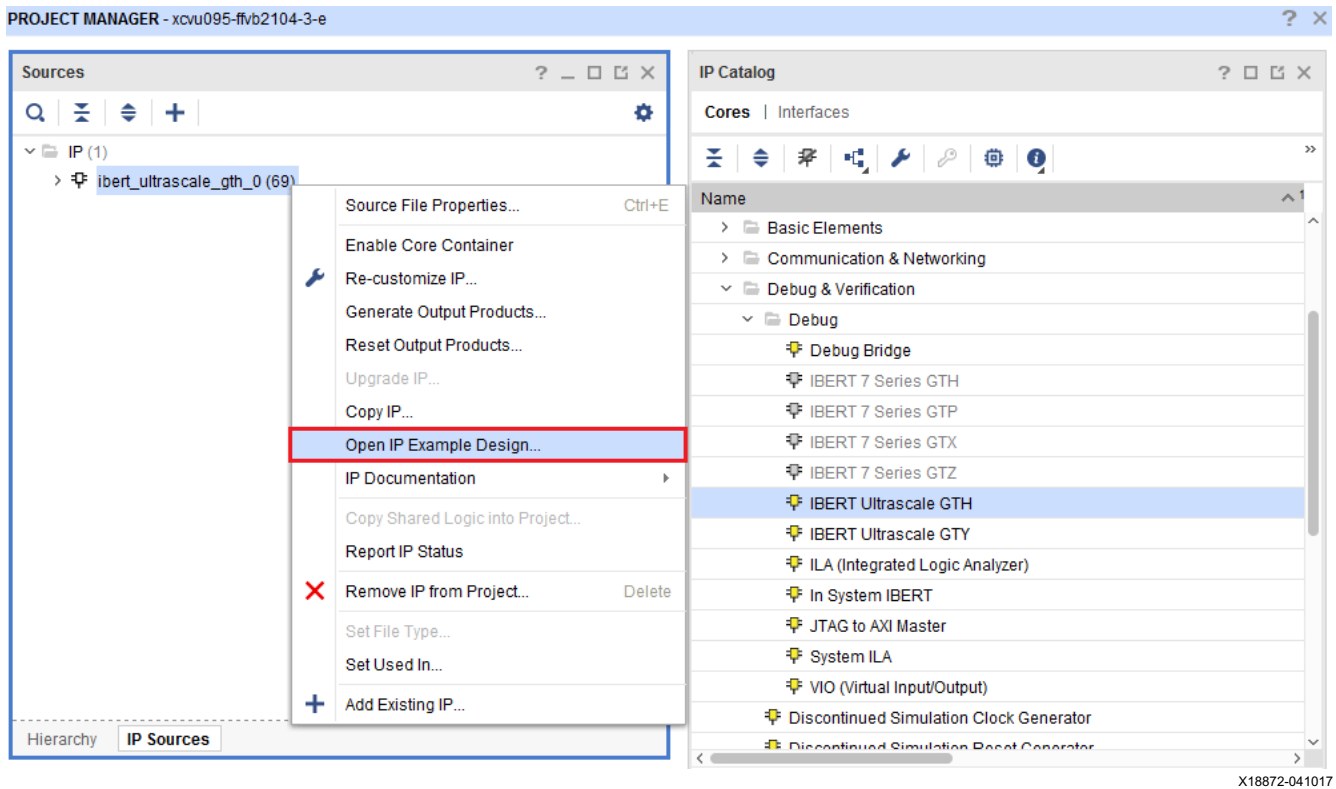 PROJECT MANAGER - xcvu095-ffvb2104-3-e
Sources
IP (1)
ibert_ultrascale_gth_0 (69)
Source File Properties... Ctrl+E
Enable Core Container
Re-customize IP...
Generate Output Products...
Reset Output Products...
Upgrade IP...
Copy IP...
Open IP Example Design...
IP Documentation
Copy Shared Logic into Project...
Report IP Status
Remove IP from Project... Delete
Set File Type...
Set Used In...
Add Existing IP...
Hierarchy IP Sources
IP Catalog
Cores | Interfaces
Name 1
Basic Elements
Communication & Networking
Debug & Verification
Debug
Debug Bridge
IBERT 7 Series GTH
IBERT 7 Series GTP
IBERT 7 Series GTX
IBERT 7 Series GTZ
IBERT Ultrascale GTH
IBERT Ultrascale GTY
ILA (Integrated Logic Analyzer)
In System IBERT
JTAG to AXI Master
System ILA
VIO (Virtual Input/Output)
Discontinued Simulation Clock Generator
Discontinued Simulation Reset Generator
X18872-041017